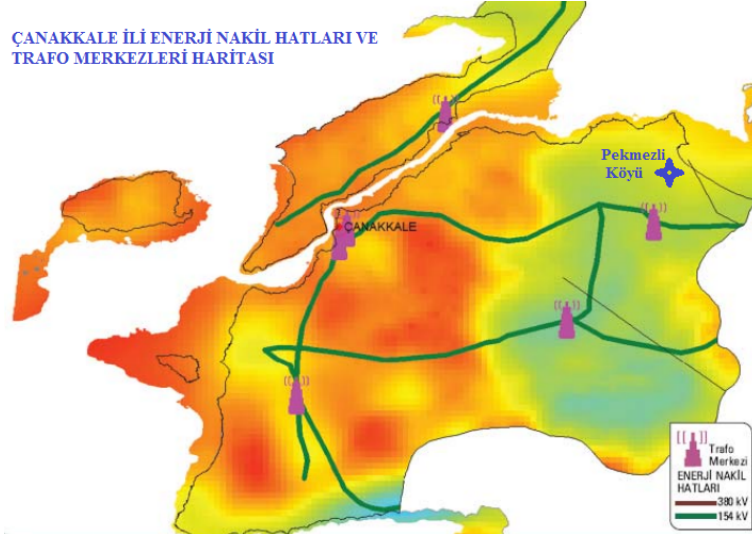 ÇANAKKALE İLİ ENERJİ NAKİL HATLARI VE
TRAFO MERKEZLERİ HARİTASI
Pekmezli
Köyü
ÇANAKKALE
Trafo
Merkezi
ENERJİ NAKİL
HATLARI
380 kV
154 kV